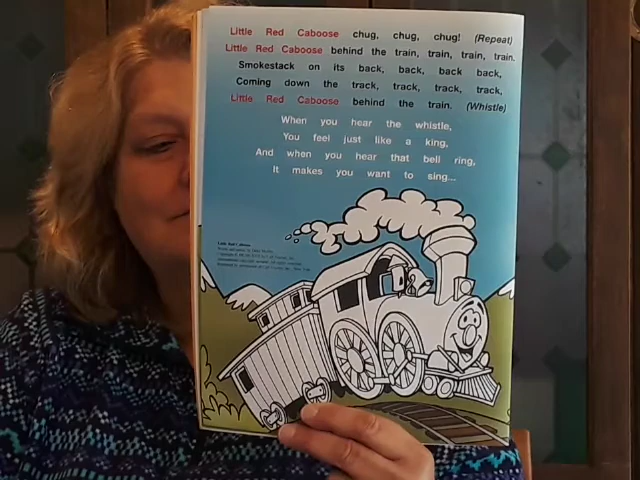 Little Red Caboose chug, chug, chug! (Repeat)
Little Red Caboose behind the train, train, train, train.
Smokestack on its back, back, back back,
Coming down the track, track, track, track,
Little Red Caboose behind the train. (Whistle)
When you hear the whistle,
You feel just like a king,
And when you hear that bell ring,
It makes you want to sing...
Little Red Caboose